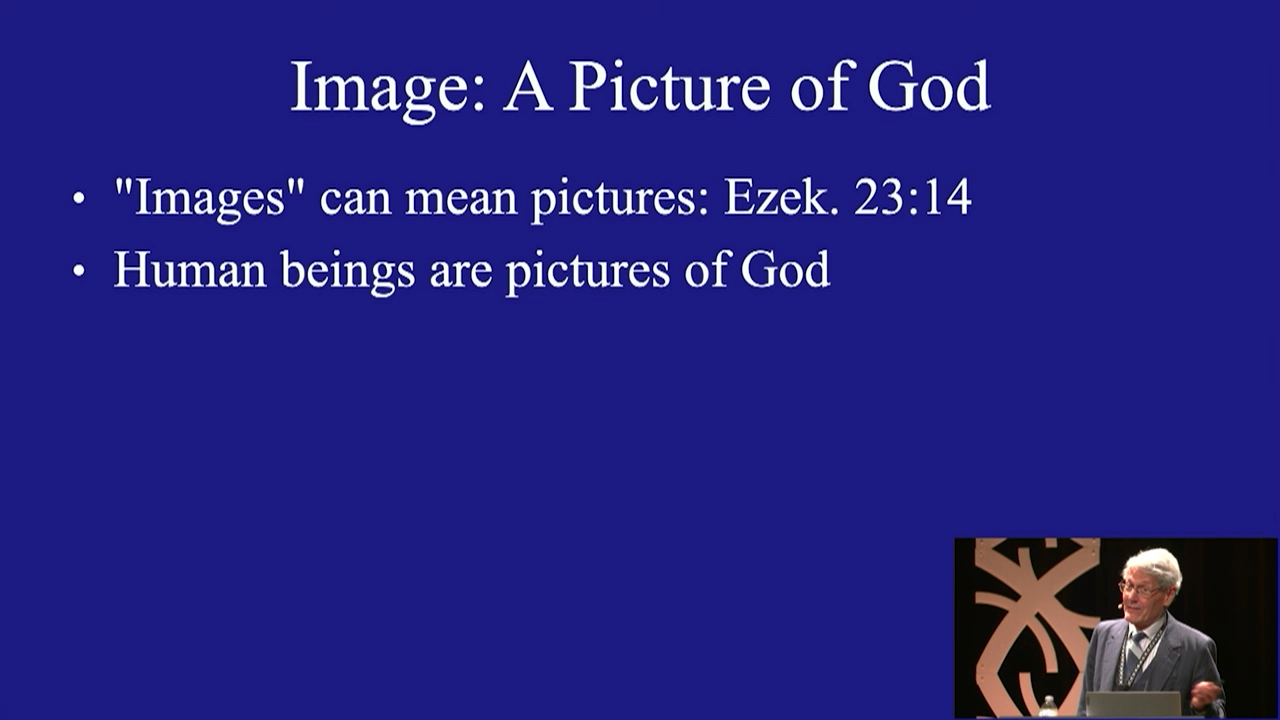 Image: A Picture of God
• "Images" can mean pictures: Ezek. 23:14
• Human beings are pictures of God